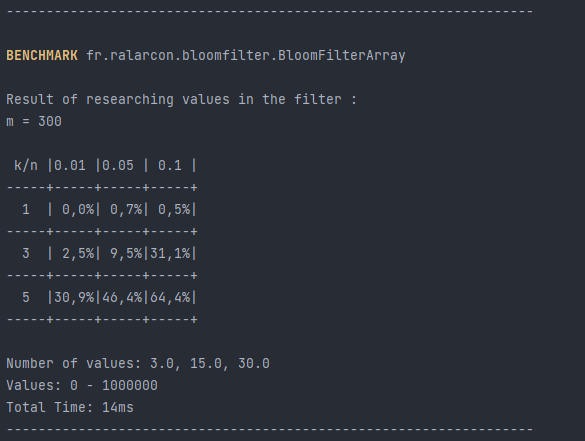 ------------------------------------------------------------------
BENCHMARK fr.ralarcon.bloomfilter.BloomFilterArray
Result of researching values in the filter :
m = 300
 k/n |0.01 |0.05 | 0.1 |
-----+-----+-----+-----+
  1  | 0,0%| 0,7%| 0,5%|
-----+-----+-----+-----+
  3  | 2,5%| 9,5%|31,1%|
-----+-----+-----+-----+
  5  |30,9%|46,4%|64,4%|
-----+-----+-----+-----+
Number of values: 3.0, 15.0, 30.0
Values: 0 - 1000000
Total Time: 14ms
------------------------------------------------------------------